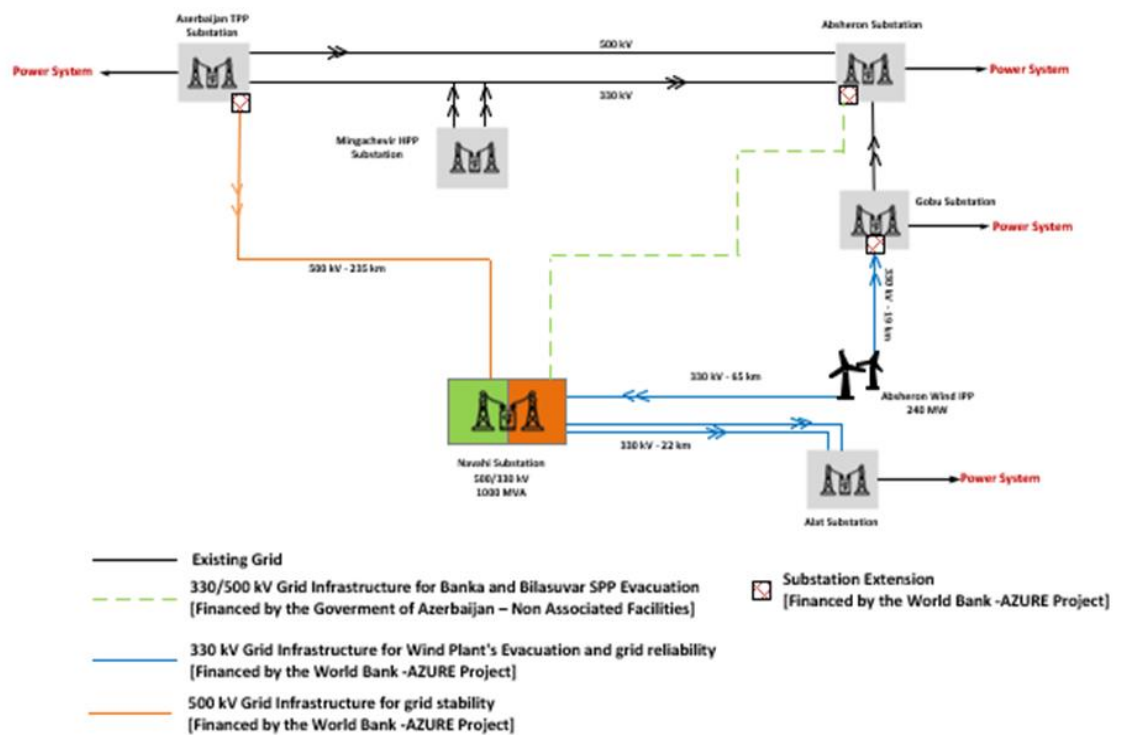 Azerbaijan TPP
Substation
Absheron Substation
500 kV
Power System
Power System
330 kV
Mingachevir HPP
Substation
Gobu Substation
Power System
500 kV - 235 km
330 kV - 19 km
330 kV - 65 km
Absheron Wind IPP
240 MW
330 kV - 22 km
Navahi Substation
500/330 kV
1000 MVA
Power System
Alat Substation
Existing Grid
330/500 kV Grid Infrastructure for Banka and Bilasuvar SPP Evacuation
[Financed by the Goverment of Azerbaijan – Non Associated Facilities]
Substation Extension
[Financed by the World Bank -AZURE Project]
330 kV Grid Infrastructure for Wind Plant's Evacuation and grid reliability
[Financed by the World Bank -AZURE Project]
500 kV Grid Infrastructure for grid stability
[Financed by the World Bank -AZURE Project]